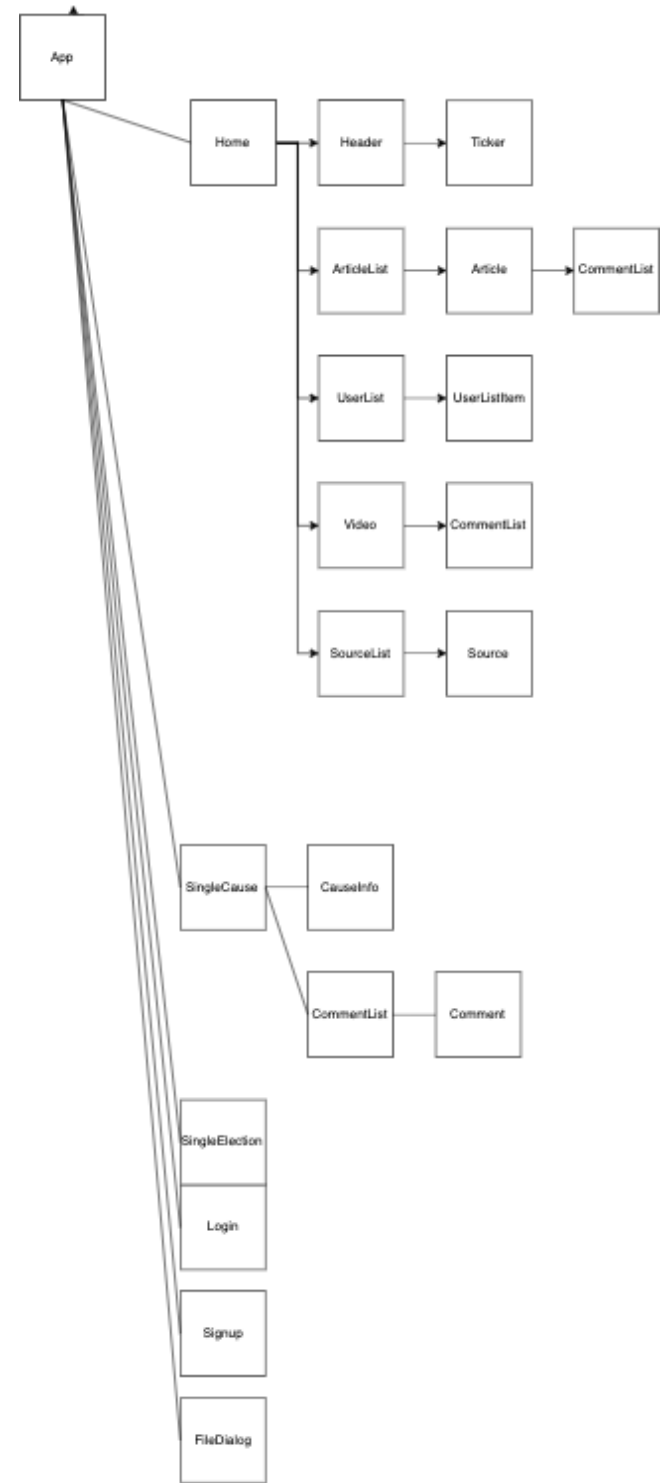 App
Home
Header
Ticker
ArticleList
Article
CommentList
UserList
UserListItem
Video
CommentList
SourceList
Source
SingleCause
CauseInfo
CommentList
Comment
SingleElection
Login
Signup
FileDialog